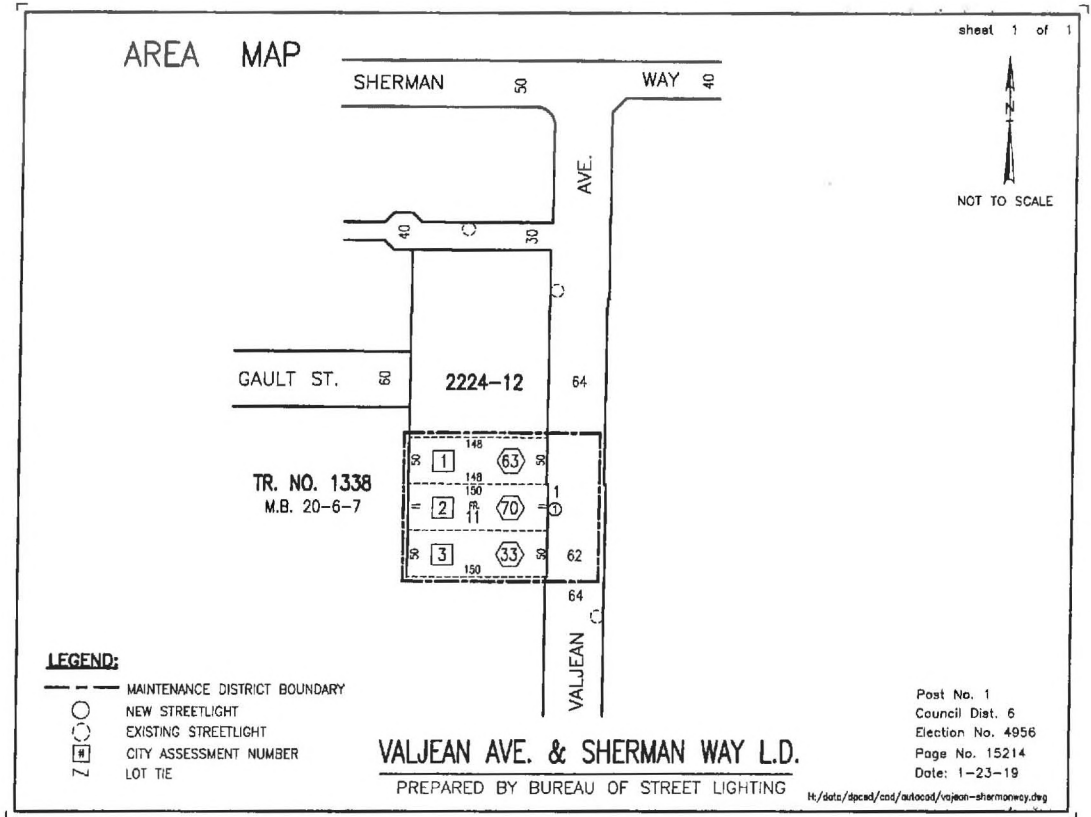 sheet 1 of 1
AREA MAP
SHERMAN 50 WAY 40
AVE.
N
NOT TO SCALE
40 30
GAULT ST. 60 2224-12 64
148
50 1 63 50
148
TR. NO. 1338
M.B. 20-6-7
150 1
= 2 FR. 11 70 = 1
50 3 33 50 62
150
64
VALJEAN
LEGEND:
MAINTENANCE DISTRICT BOUNDARY
NEW STREETLIGHT
EXISTING STREETLIGHT
# CITY ASSESSMENT NUMBER
LOT TIE
VALJEAN AVE. & SHERMAN WAY L.D.
PREPARED BY BUREAU OF STREET LIGHTING
Post No. 1
Council Dist. 6
Election No. 4956
Page No. 15214
Date: 1-23-19
H:/data/dpcad/cad/autocad/vajean-shermanway.dwg